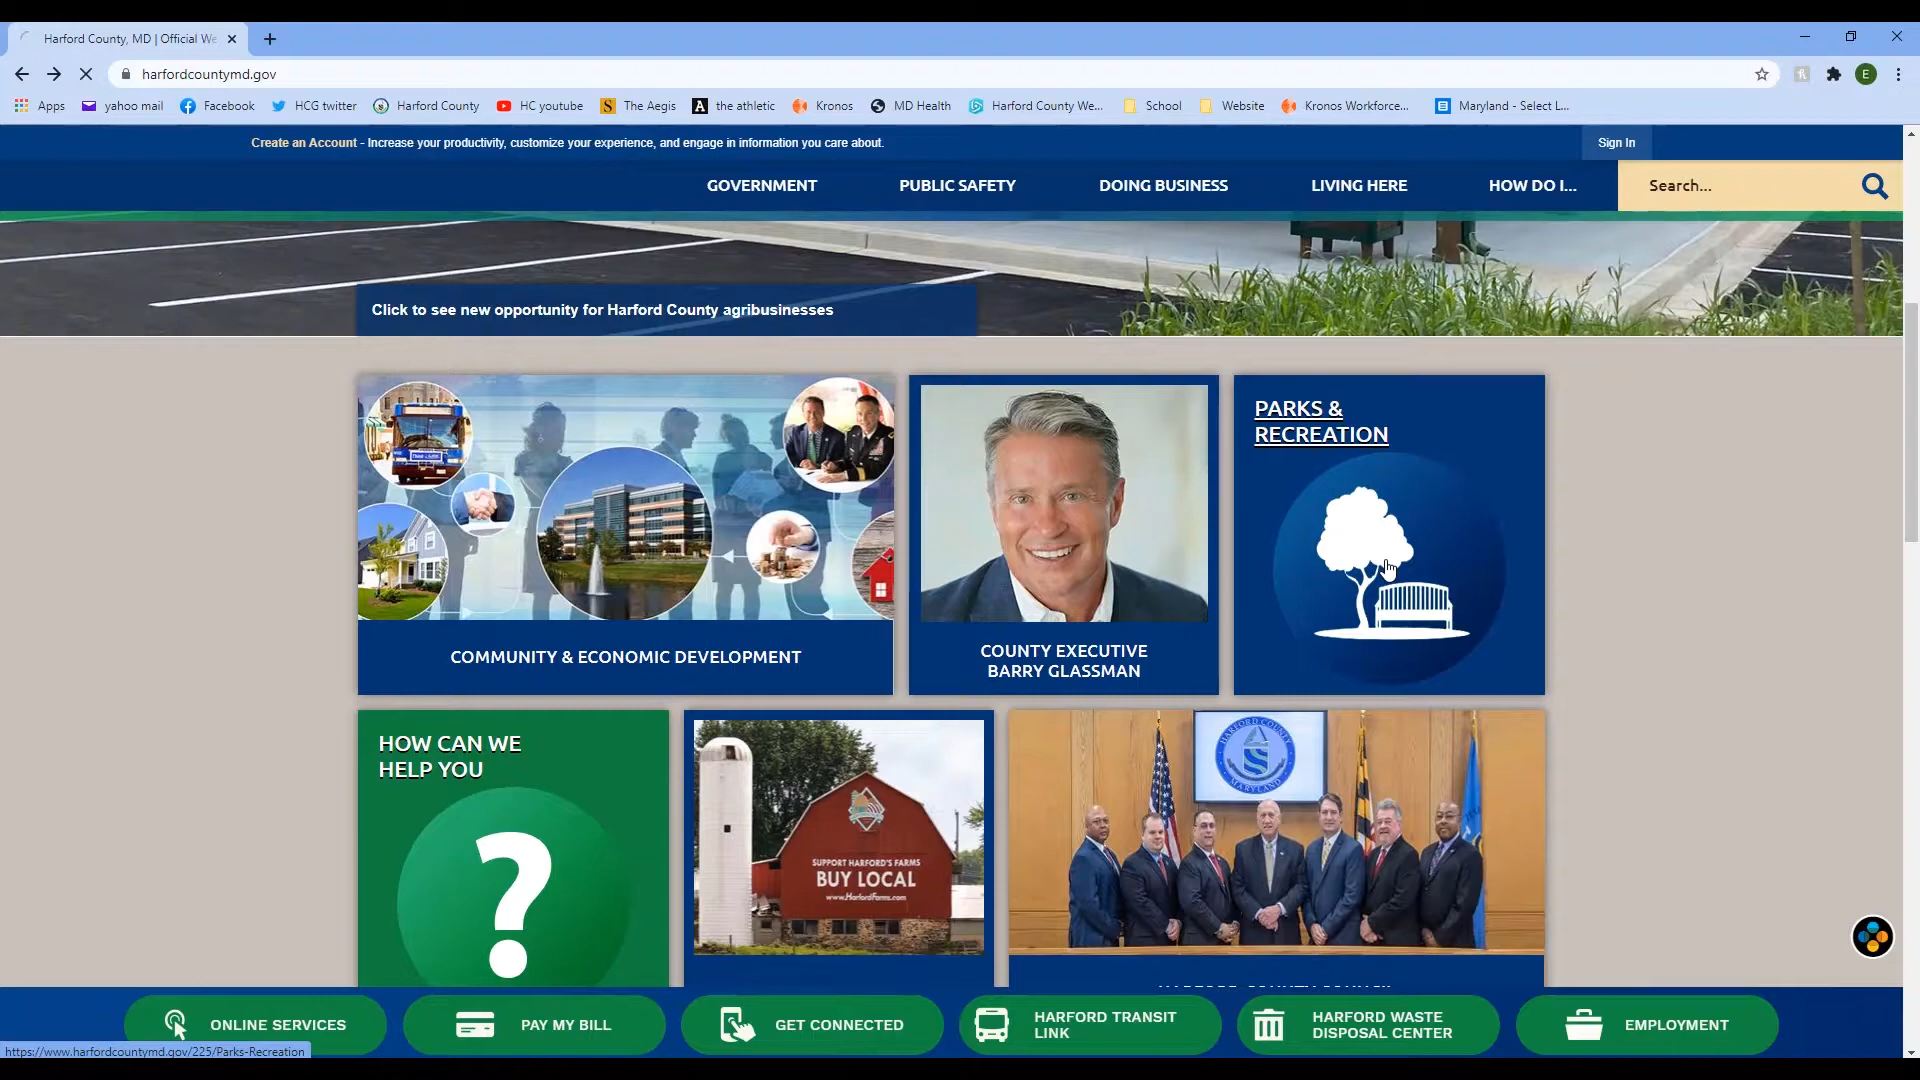 Harford County, MD | Official We
harfordcountymd.gov
E
Apps
yahoo mail
Facebook
HCG twitter
Harford County
HC youtube
S
The Aegis
A
the athletic
Kronos
MD Health
Harford County We...
School
Website
Kronos Workforce...
Maryland - Select L...
Create an Account - Increase your productivity, customize your experience, and engage in information you care about.
Sign In
GOVERNMENT
PUBLIC SAFETY
DOING BUSINESS
LIVING HERE
HOW DO I...
Search...
Click to see new opportunity for Harford County agribusinesses
COMMUNITY & ECONOMIC DEVELOPMENT
COUNTY EXECUTIVE
BARRY GLASSMAN
PARKS &
RECREATION
HOW CAN WE
HELP YOU
?
SUPPORT HARFORD'S FARMS
BUY LOCAL
www.HarfordFarms.com
HARFORD COUNTY
MARYLAND
HARFORD COUNTY COUNCIL
ONLINE SERVICES
PAY MY BILL
GET CONNECTED
HARFORD TRANSIT
LINK
HARFORD WASTE
DISPOSAL CENTER
EMPLOYMENT
https://www.harfordcountymd.gov/225/Parks-Recreation